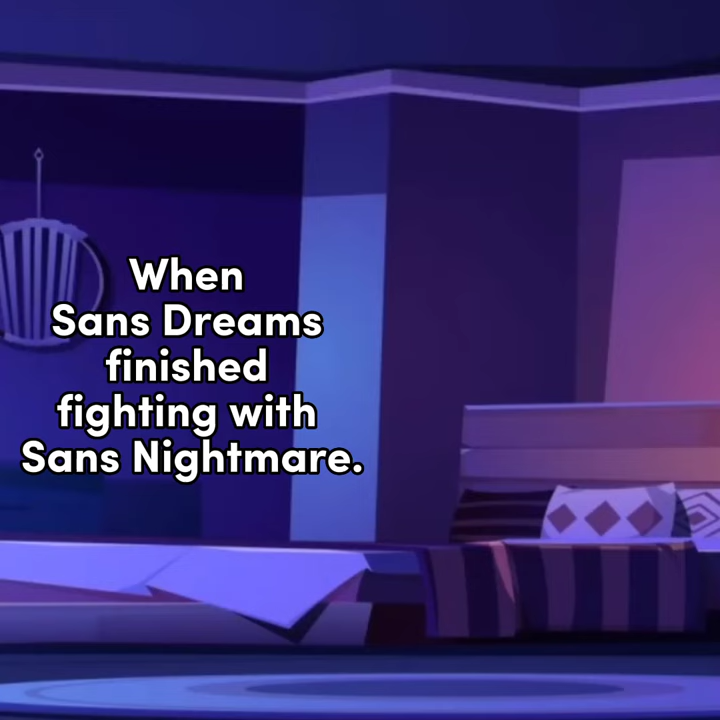 When
Sans Dreams
finished
fighting with
Sans Nightmare.